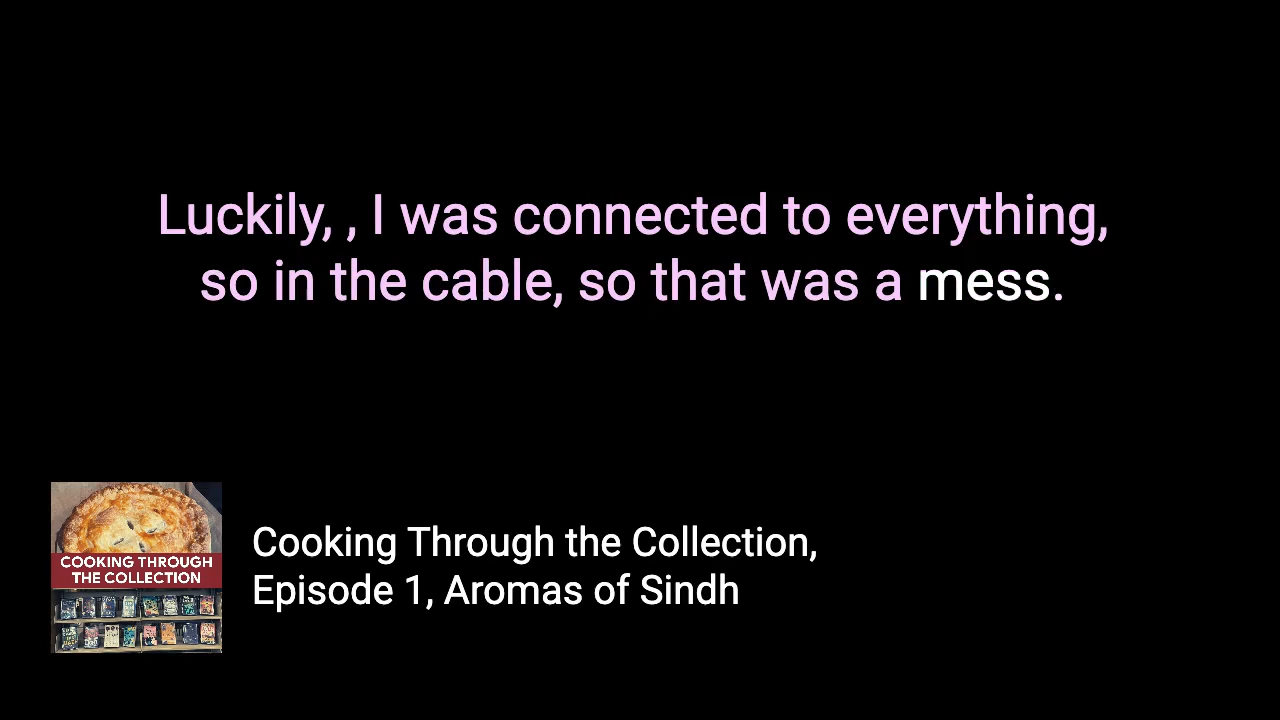 Luckily, , I was connected to everything,
so in the cable, so that was a mess.
COOKING THROUGH
THE COLLECTION
Cooking Through the Collection,
Episode 1, Aromas of Sindh